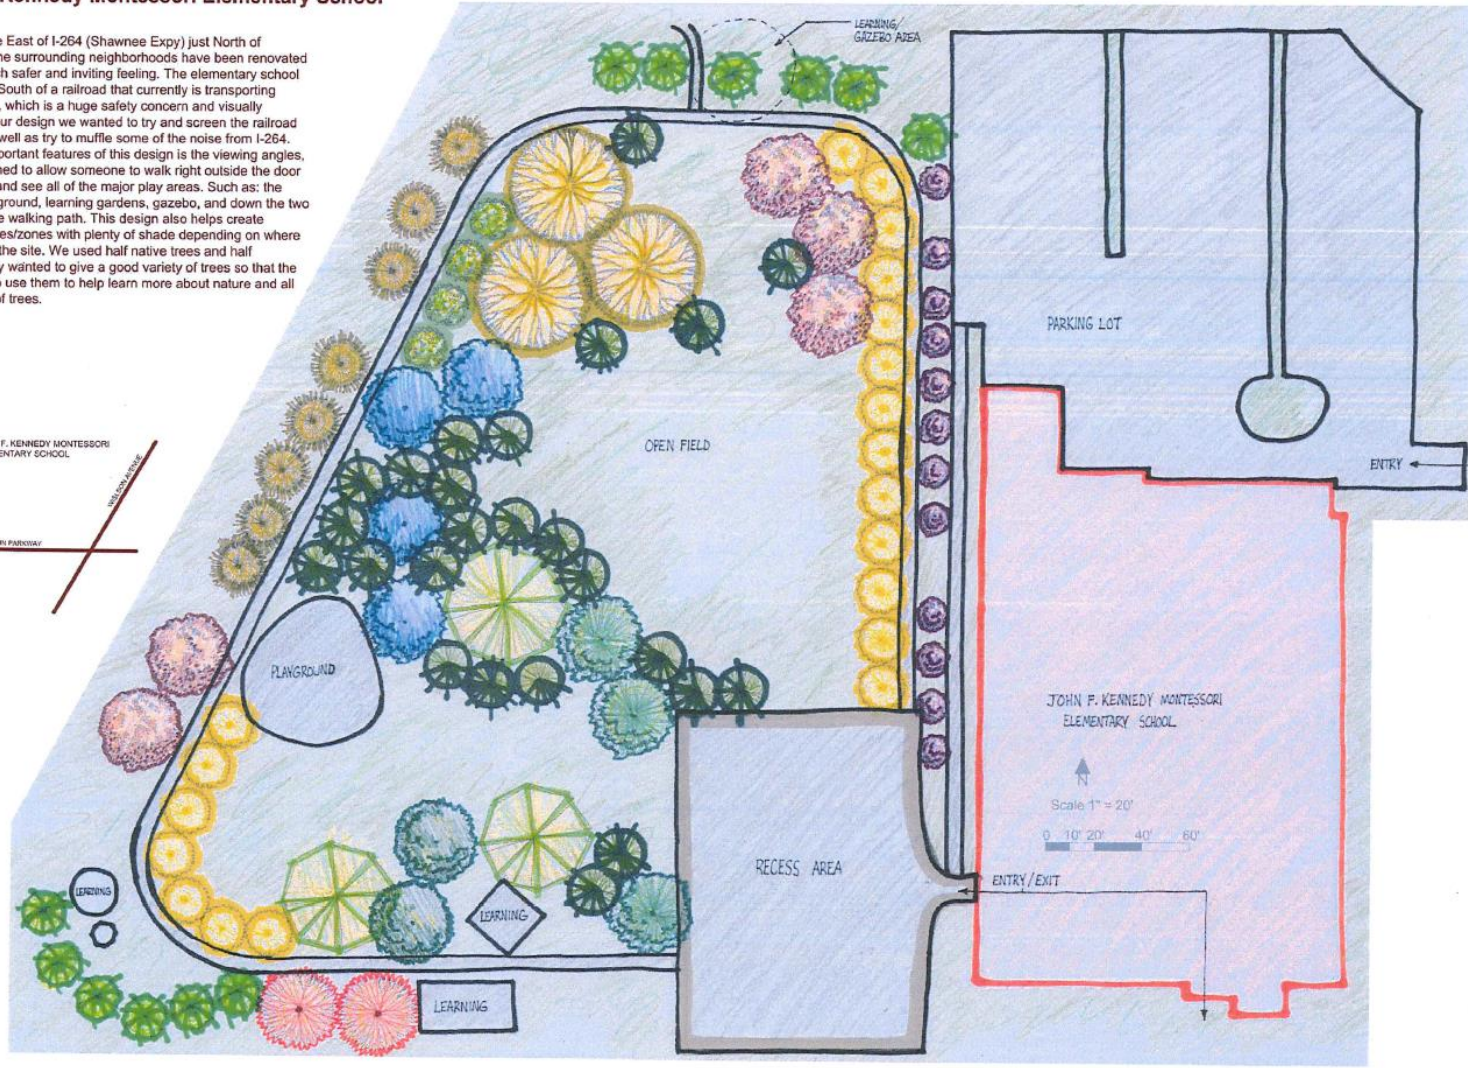 Kennedy Montessori Elementary School
e East of I-264 (Shawnee Expy) just North of
he surrounding neighborhoods have been renovated
ch safer and inviting feeling. The elementary school
South of a railroad that currently is transporting
, which is a huge safety concern and visually
ur design we wanted to try and screen the railroad
well as try to muffle some of the noise from I-264.
portant features of this design is the viewing angles,
ned to allow someone to walk right outside the door
and see all of the major play areas. Such as: the
ground, learning gardens, gazebo, and down the two
e walking path. This design also helps create
es/zones with plenty of shade depending on where
the site. We used half native trees and half
y wanted to give a good variety of trees so that the
o use them to help learn more about nature and all
of trees.
F. KENNEDY MONTESSORI
ENTARY SCHOOL
AVENUE
N PARKWAY
LEARNING/
GAZEBO AREA
PARKING LOT
OPEN FIELD
ENTRY
PLAYGROUND
JOHN F. KENNEDY MONTESSORI
ELEMENTARY SCHOOL
N
Scale 1" = 20'
0 10' 20' 40' 60'
RECESS AREA
ENTRY/EXIT
LEARNING
LEARNING
LEARNING